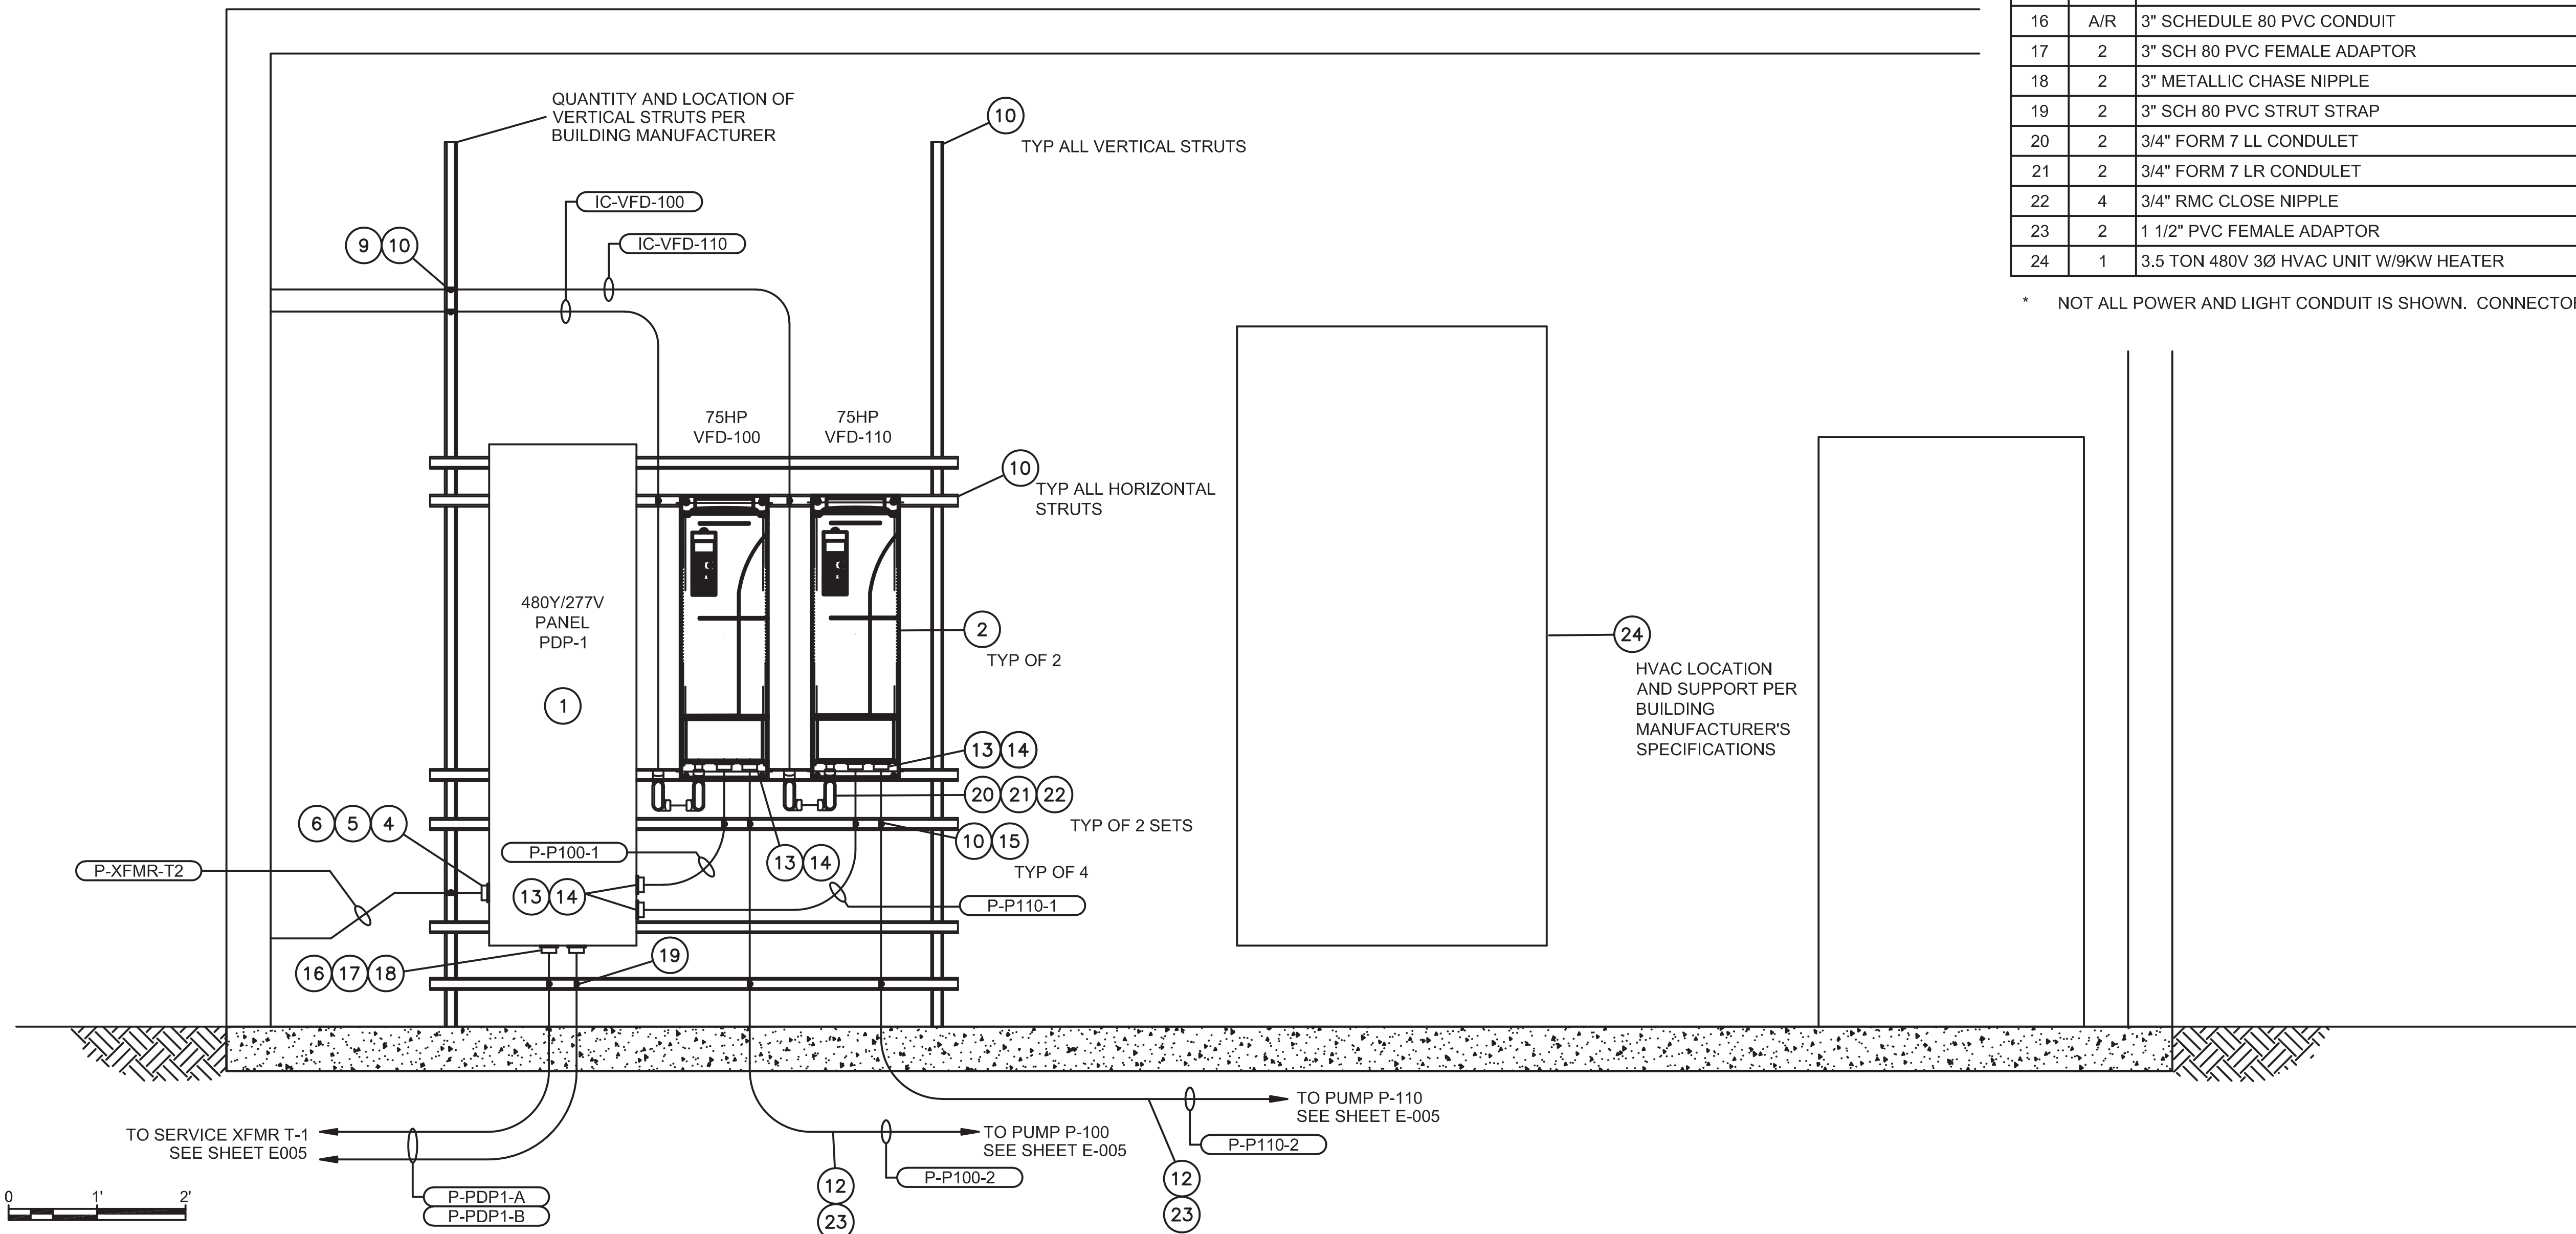 16 A/R 3" SCHEDULE 80 PVC CONDUIT
17 2 3" SCH 80 PVC FEMALE ADAPTOR
18 2 3" METALLIC CHASE NIPPLE
19 2 3" SCH 80 PVC STRUT STRAP
20 2 3/4" FORM 7 LL CONDULET
21 2 3/4" FORM 7 LR CONDULET
22 4 3/4" RMC CLOSE NIPPLE
23 2 1 1/2" PVC FEMALE ADAPTOR
24 1 3.5 TON 480V 3Ø HVAC UNIT W/9KW HEATER
* NOT ALL POWER AND LIGHT CONDUIT IS SHOWN. 
QUANTITY AND LOCATION OF
VERTICAL STRUTS PER
BUILDING MANUFACTURER
10
TYP ALL VERTICAL STRUTS
IC-VFD-100
IC-VFD-110
9 10
75HP
VFD-100
75HP
VFD-110
10
TYP ALL HORIZONTAL
STRUTS
480Y/277V
PANEL
PDP-1
1
2
TYP OF 2
24
HVAC LOCATION
AND SUPPORT PER
BUILDING
MANUFACTURER'S
SPECIFICATIONS
13 14
20 21 22
TYP OF 2 SETS
6 5 4
10 15
TYP OF 4
P-P100-1
13 14
P-XFMR-T2
13 14
P-P110-1
19
16 17 18
TO SERVICE XFMR T-1
SEE SHEET E005
TO PUMP P-100
SEE SHEET E-005
TO PUMP P-110
SEE SHEET E-005
P-P110-2
P-P100-2
P-PDP1-A
P-PDP1-B
12
23
12
23
0 1' 2'